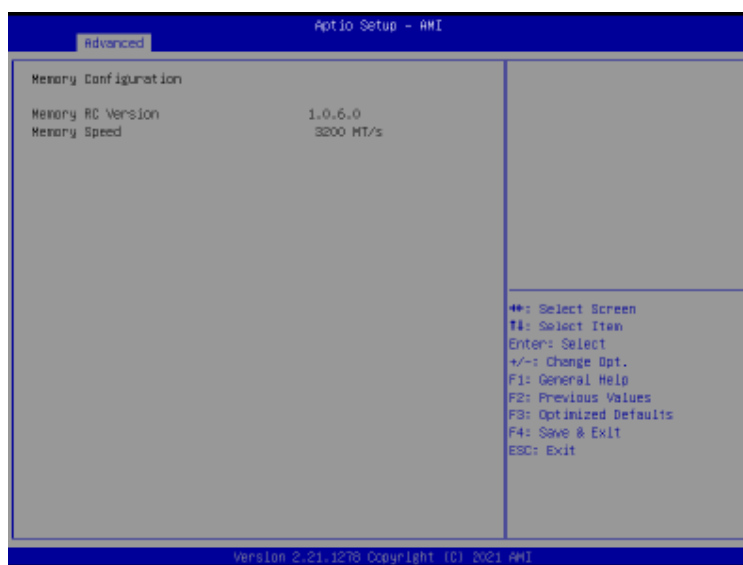 Aptio Setup - AMI
Advanced
Memory Configuration
Memory RC Version 1.0.6.0
Memory Speed 3200 MT/s
→←: Select Screen
↑↓: Select Item
Enter: Select
+/-: Change Opt.
F1: General Help
F2: Previous Values
F3: Optimized Defaults
F4: Save & Exit
ESC: Exit
Version 2.21.1278 Copyright (C) 2021 AMI